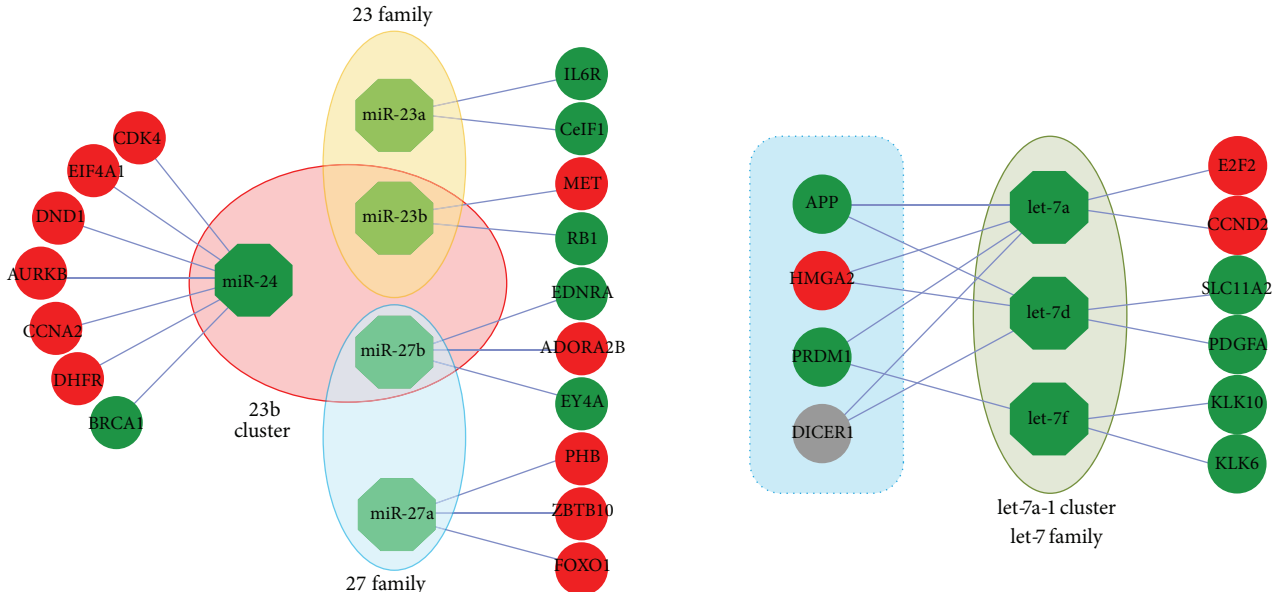 23 family
miR-23a
miR-23b
IL6R
CeIF1
MET
RB1
CDK4
EIF4A1
DND1
AURKB
CCNA2
DHFR
BRCA1
miR-24
23b
cluster
miR-27b
EDNRA
ADORA2B
EY4A
miR-27a
PHB
ZBTB10
FOXO1
27 family
APP
HMGA2
PRDM1
DICER1
let-7a
let-7d
let-7f
E2F2
CCND2
SLC11A2
PDGFA
KLK10
KLK6
let-7a-1 cluster
let-7 family